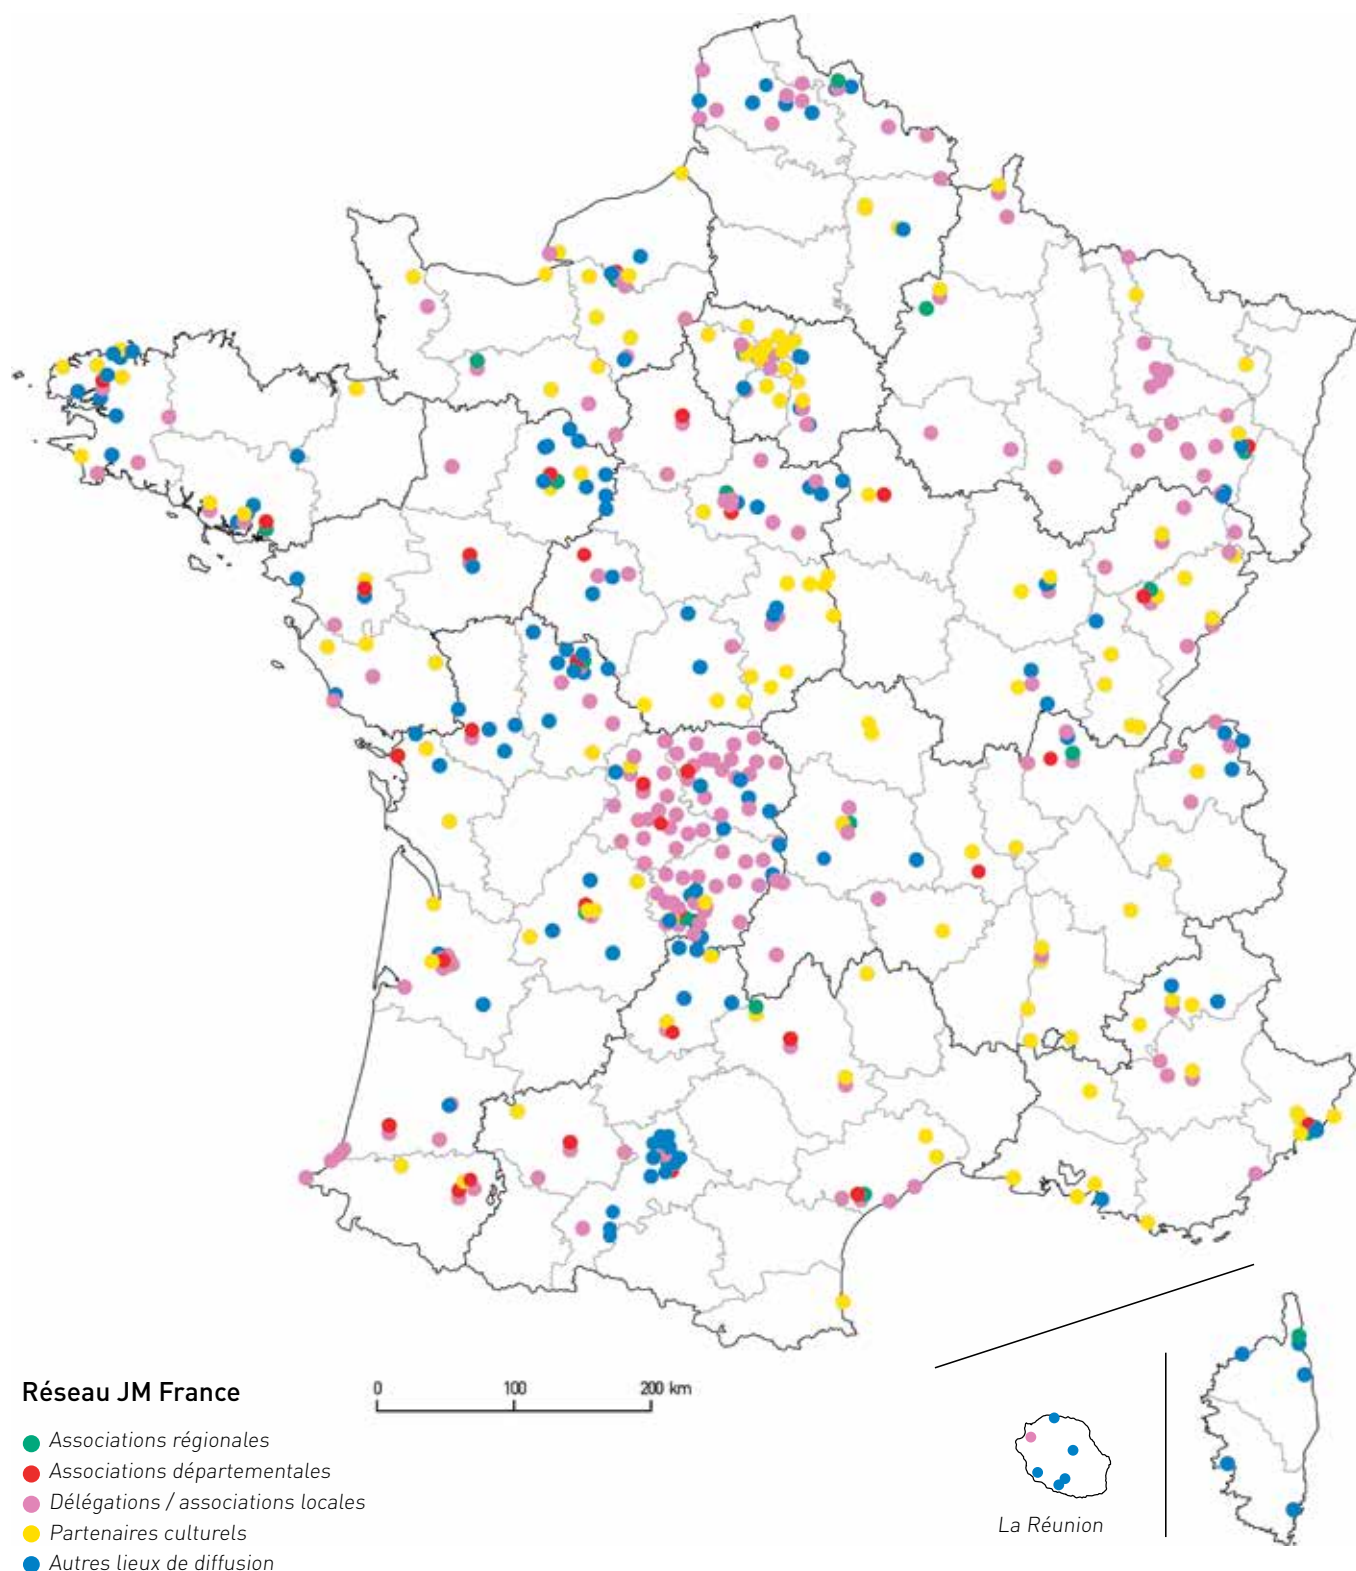 Réseau JM France
0 100 200 km
Associations régionales
Associations départementales
Délégations / associations locales
Partenaires culturels
Autres lieux de diffusion
La Réunion